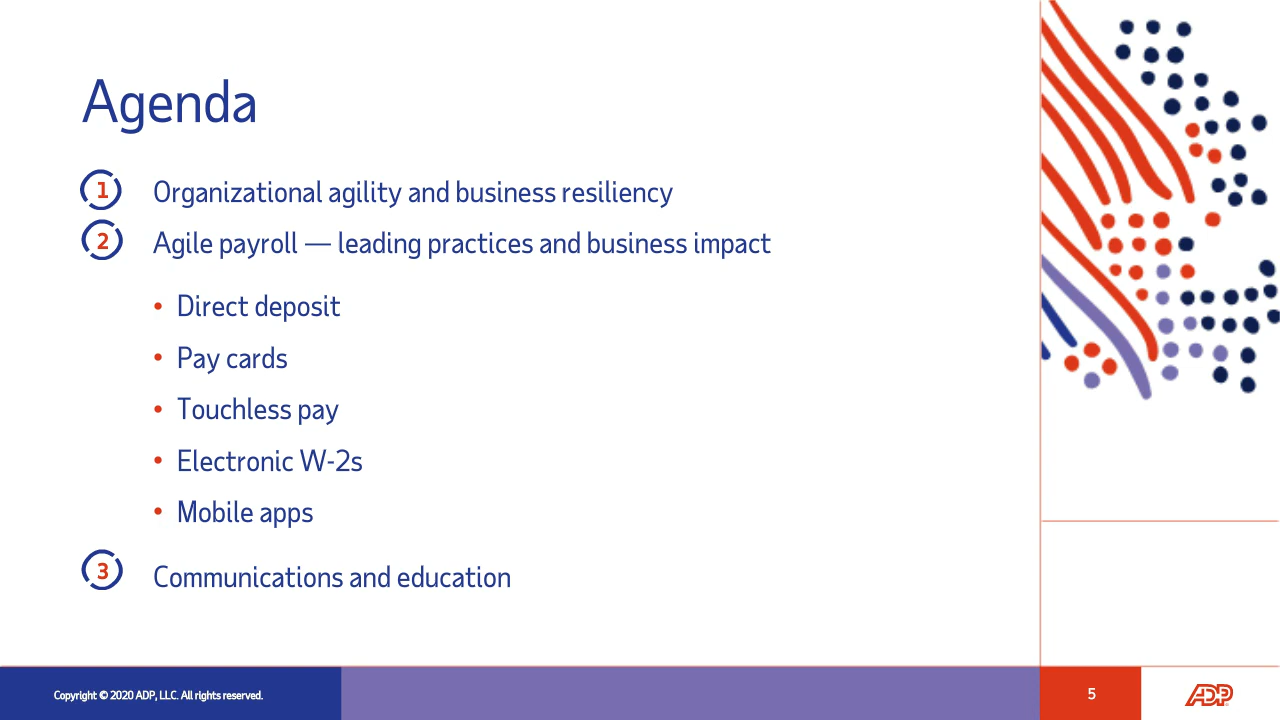 Agenda
1 Organizational agility and business resiliency
2 Agile payroll — leading practices and business impact
• Direct deposit
• Pay cards
• Touchless pay
• Electronic W-2s
• Mobile apps
3 Communications and education
Copyright © 2020 ADP, LLC. All rights reserved.
5
ADP